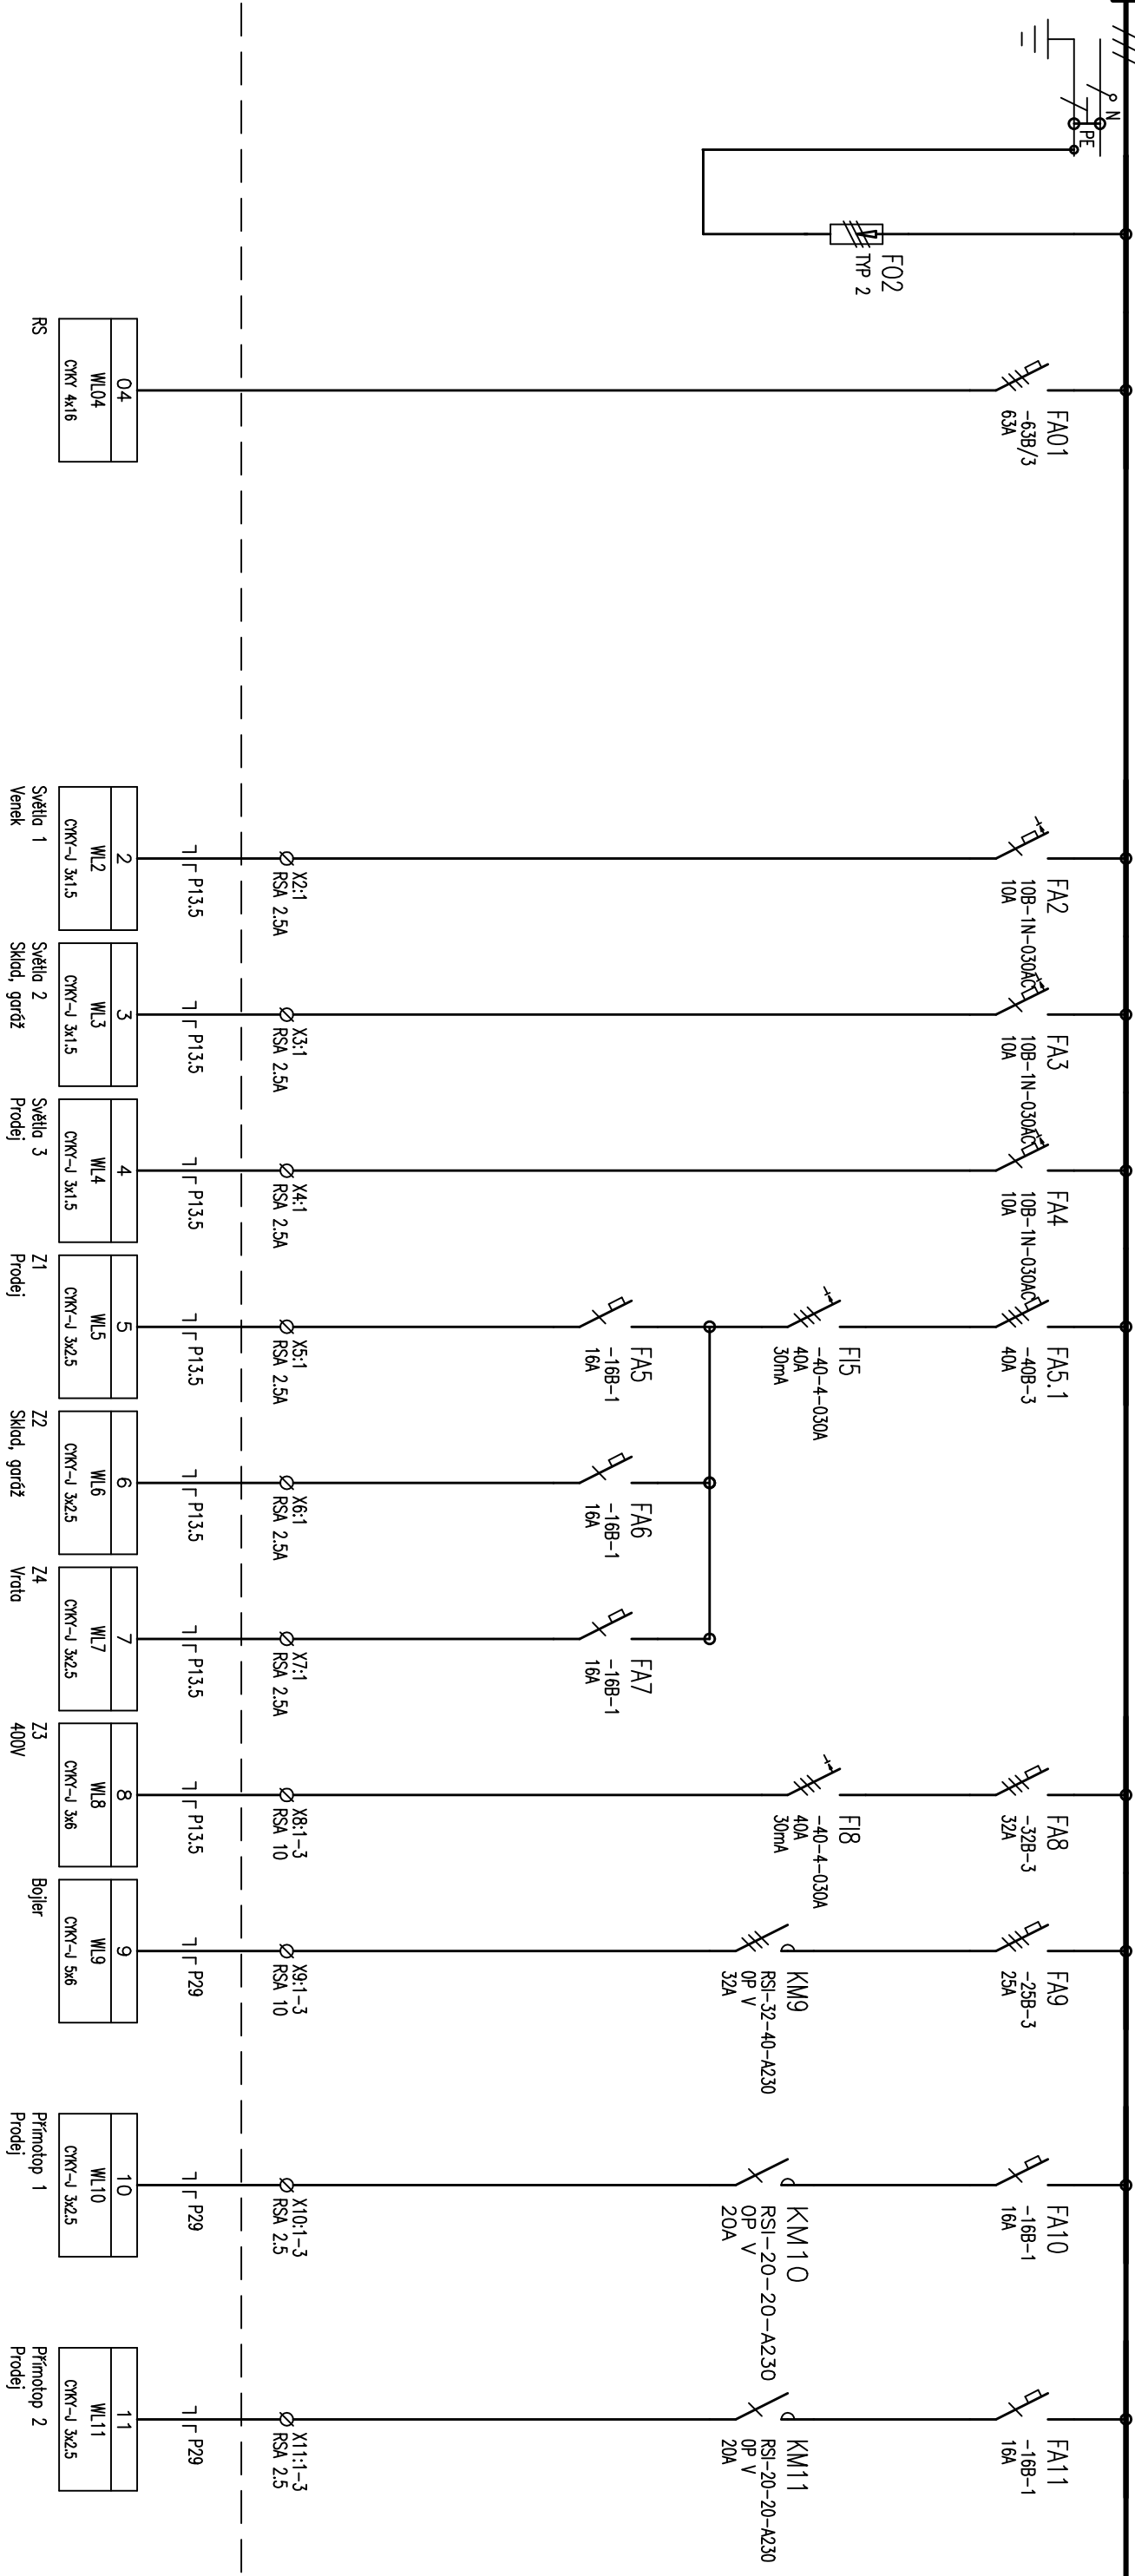 N
PE
F02
TYP 2
FA01
-63B/3
63A
04
WL04
CYKY 4x16
RS
FA2
10B-1N-030AC
10A
X2:1
RSA 2.5A
P13.5
2
WL2
CYKY-J 3x1.5
Světla 1
Venek
FA3
10B-1N-030AC
10A
X3:1
RSA 2.5A
P13.5
3
WL3
CYKY-J 3x1.5
Světla 2
Sklad, garáž
FA4
10B-1N-030AC
10A
X4:1
RSA 2.5A
P13.5
4
WL4
CYKY-J 3x1.5
Světla 3
Prodej
FA5.1
-40B-3
40A
FI5
-40-4-030A
40A
30mA
FA5
-16B-1
16A
X5:1
RSA 2.5A
P13.5
5
WL5
CYKY-J 3x2.5
Z1
Prodej
FA6
-16B-1
16A
X6:1
RSA 2.5A
P13.5
6
WL6
CYKY-J 3x2.5
Z2
Sklad, garáž
FA7
-16B-1
16A
X7:1
RSA 2.5A
P13.5
7
WL7
CYKY-J 3x2.5
Z4
Vrata
FA8
-32B-3
32A
FI8
-40-4-030A
40A
30mA
X8:1-3
RSA 10
P13.5
8
WL8
CYKY-J 3x6
Z3
400V
FA9
-25B-3
25A
KM9
RSI-32-40-A230
0P V
32A
X9:1-3
RSA 10
P29
9
WL9
CYKY-J 5x6
Bojler
FA10
-16B-1
16A
KM10
RSI-20-20-A230
0P V
20A
X10:1-3
RSA 2.5
P29
10
WL10
CYKY-J 3x2.5
Přímotop 1
Prodej
FA11
-16B-1
16A
KM11
RSI-20-20-A230
0P V
20A
X11:1-3
RSA 2.5
P29
11
WL11
CYKY-J 3x2.5
Přímotop 2
Prodej